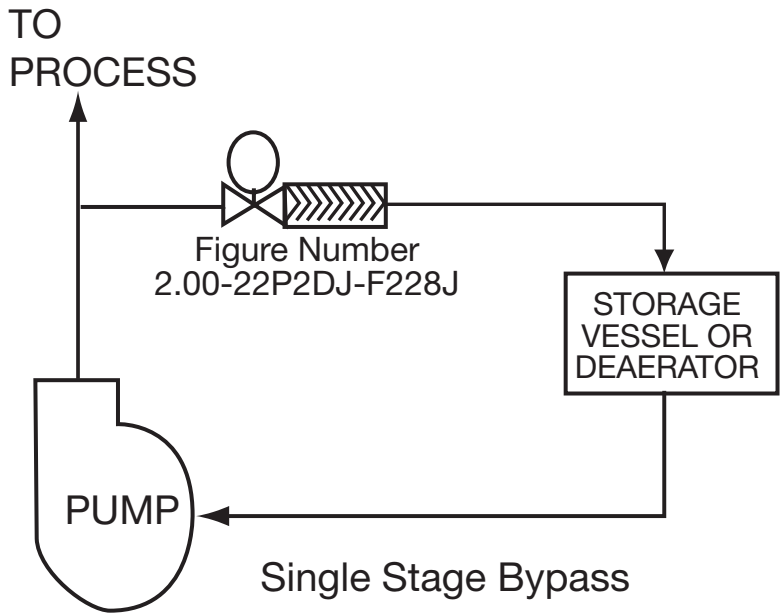 TO
PROCESS
Figure Number
2.00-22P2DJ-F228J
STORAGE
VESSEL OR
DEAERATOR
PUMP
Single Stage Bypass